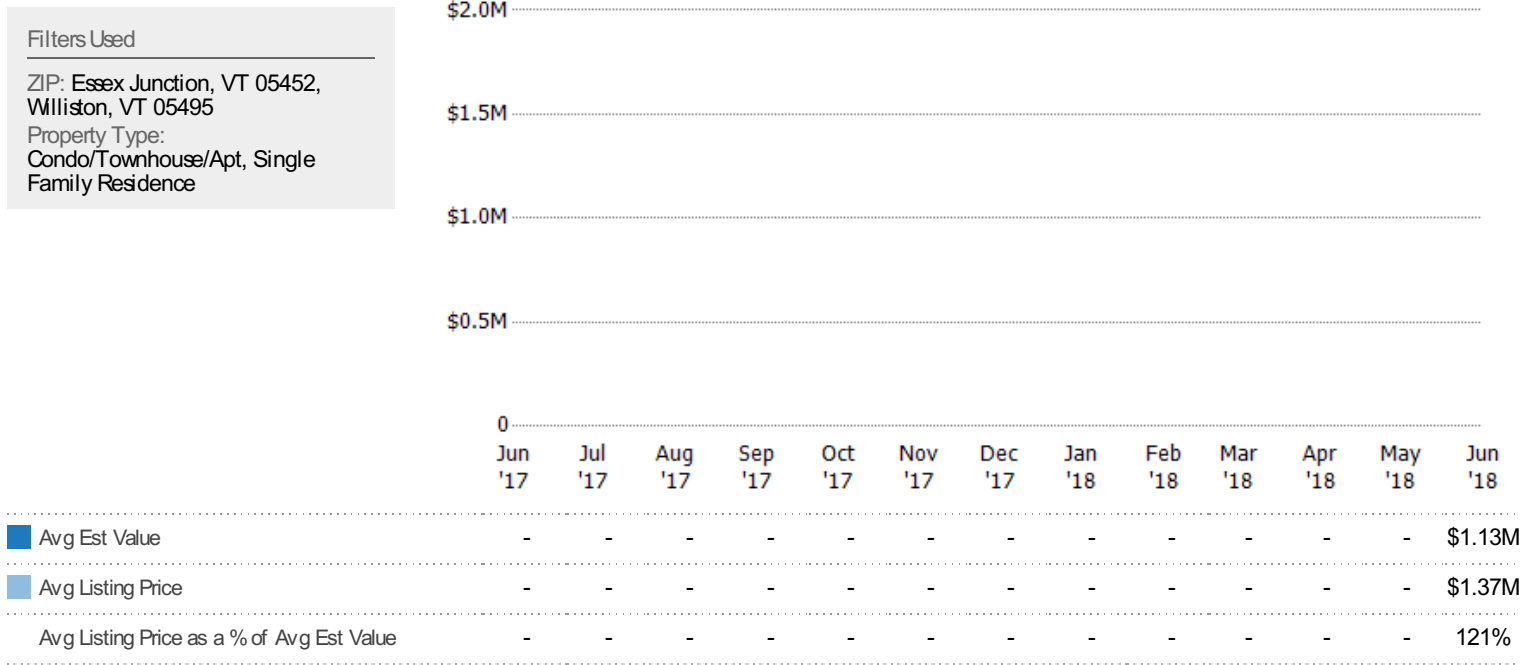 Filters Used
ZIP: Essex Junction, VT 05452,
Williston, VT 05495
Property Type:
Condo/Townhouse/Apt, Single
Family Residence
$2.0M
$1.5M
$1.0M
$0.5M
0
Jun Jul Aug Sep Oct Nov Dec Jan Feb Mar Apr May Jun
'17 '17 '17 '17 '17 '17 '17 '18 '18 '18 '18 '18 '18
Avg Est Value - - - - - - - - - - - - $1.13M
Avg Listing Price - - - - - - - - - - - - $1.37M
Avg Listing Price as a % of Avg Est Value - - - - - - - - - - - - 121%